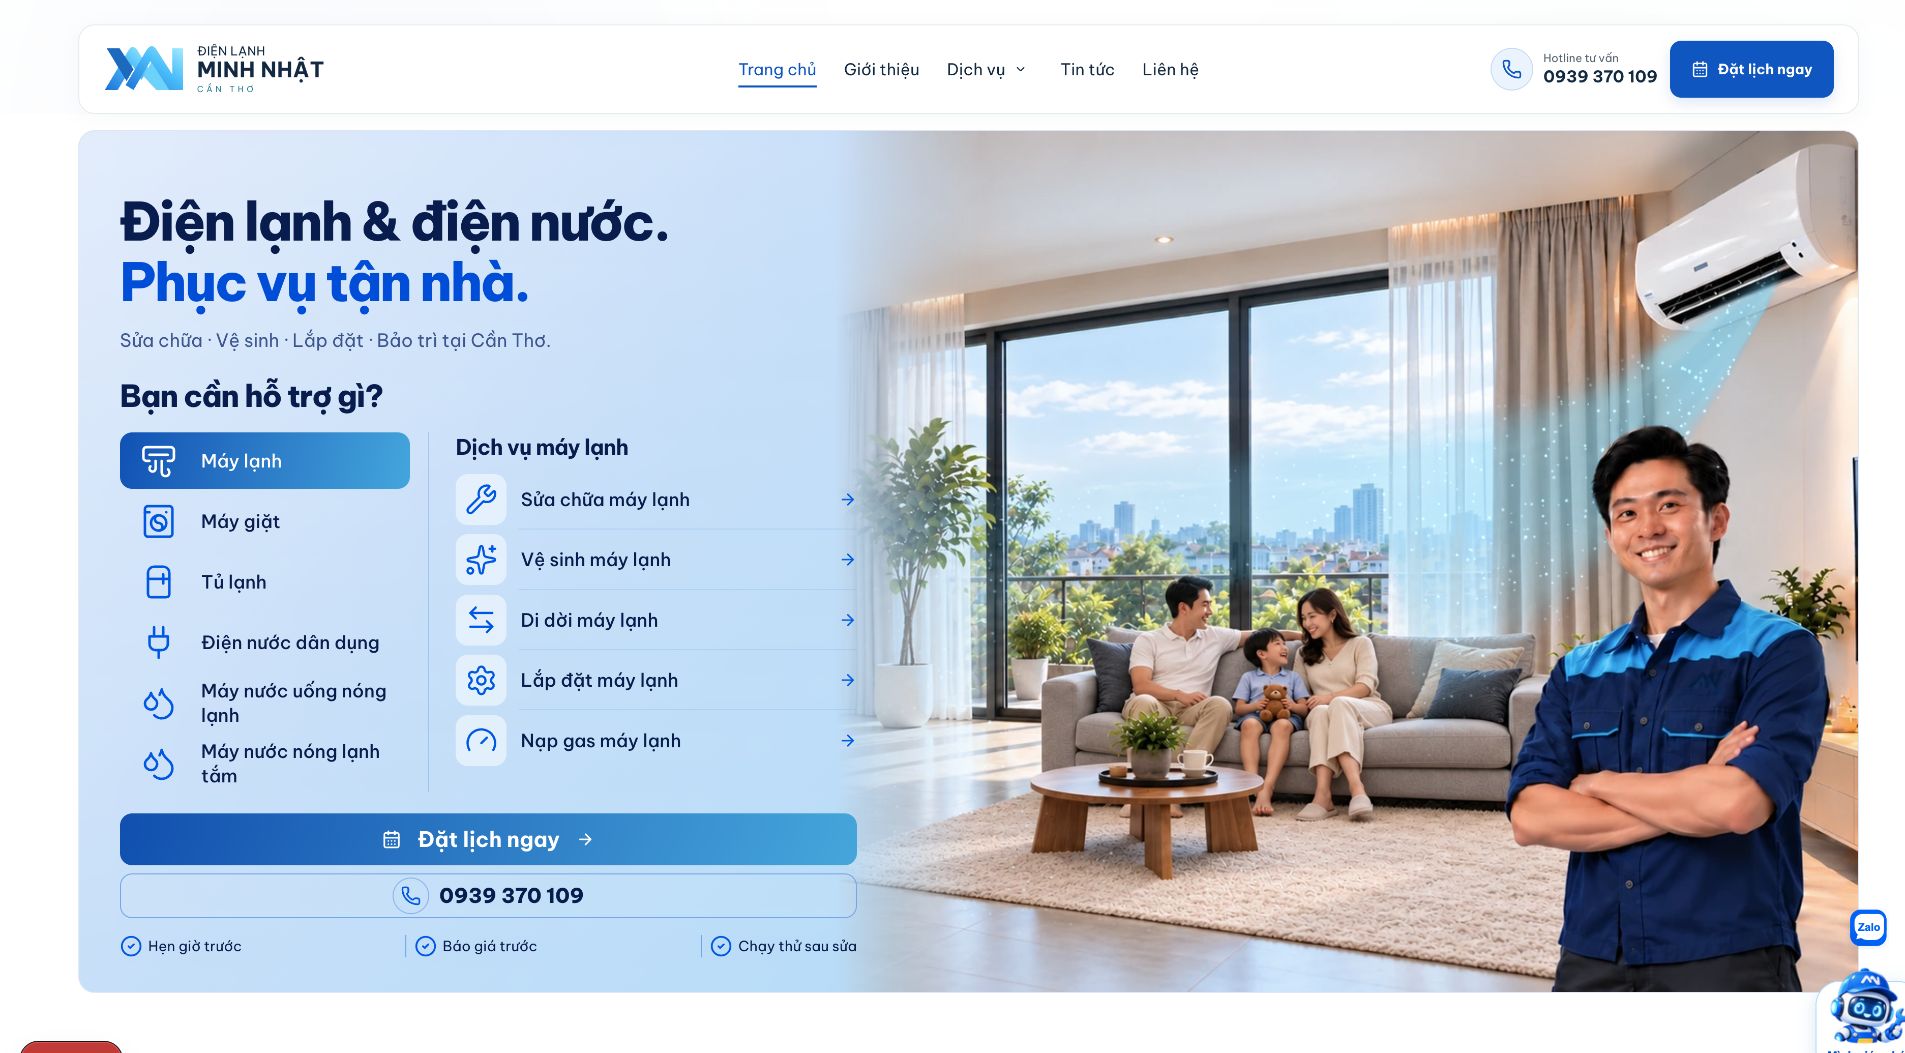 ĐIỆN LẠNH
MINH NHẬT
CẦN THƠ
Trang chủ
Giới thiệu
Dịch vụ
Tin tức
Liên hệ
Hotline tư vấn
0939 370 109
Đặt lịch ngay
Điện lạnh & điện nước.
Phục vụ tận nhà.
Sửa chữa · Vệ sinh · Lắp đặt · Bảo trì tại Cần Thơ.
Bạn cần hỗ trợ gì?
Máy lạnh
Máy giặt
Tủ lạnh
Điện nước dân dụng
Máy nước uống nóng
lạnh
Máy nước nóng lạnh
tắm
Dịch vụ máy lạnh
Sửa chữa máy lạnh
Vệ sinh máy lạnh
Di dời máy lạnh
Lắp đặt máy lạnh
Nạp gas máy lạnh
Đặt lịch ngay
0939 370 109
Hẹn giờ trước
Báo giá trước
Chạy thử sau sửa
Zalo